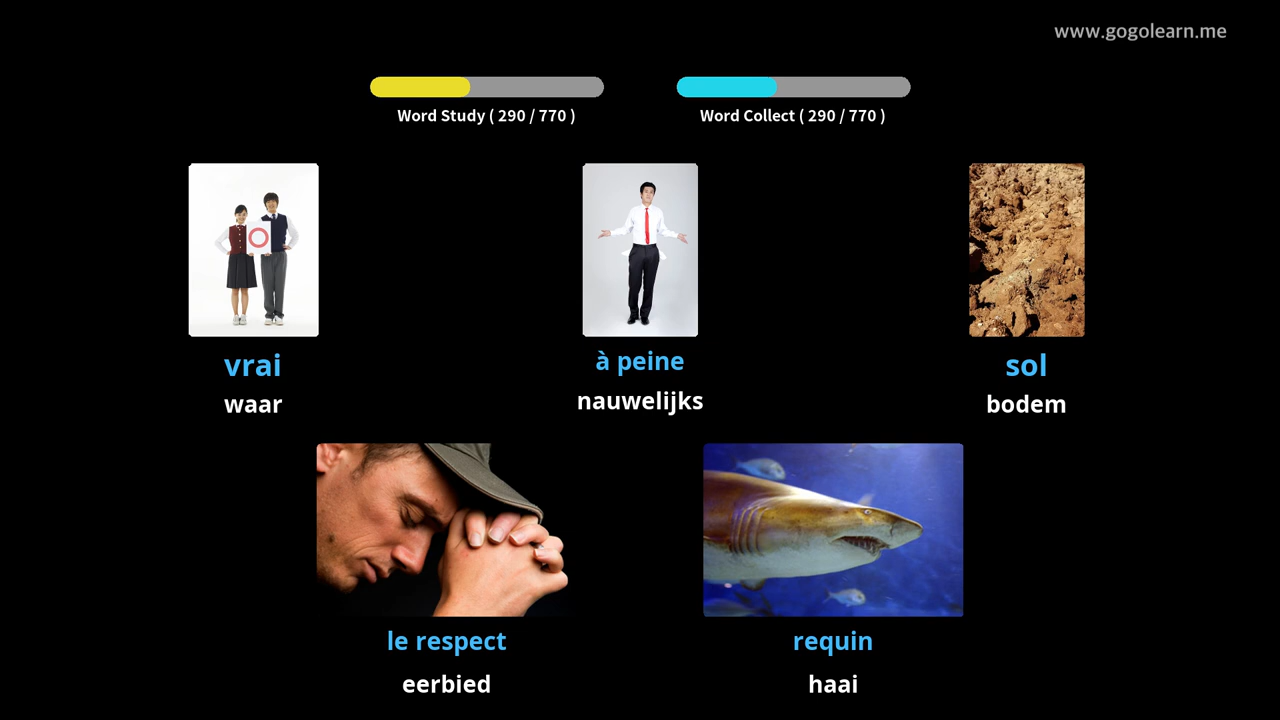 www.gogolearn.me
Word Study ( 290 / 770 )
Word Collect ( 290 / 770 )
vrai
waar
à peine
nauwelijks
sol
bodem
le respect
eerbied
requin
haai